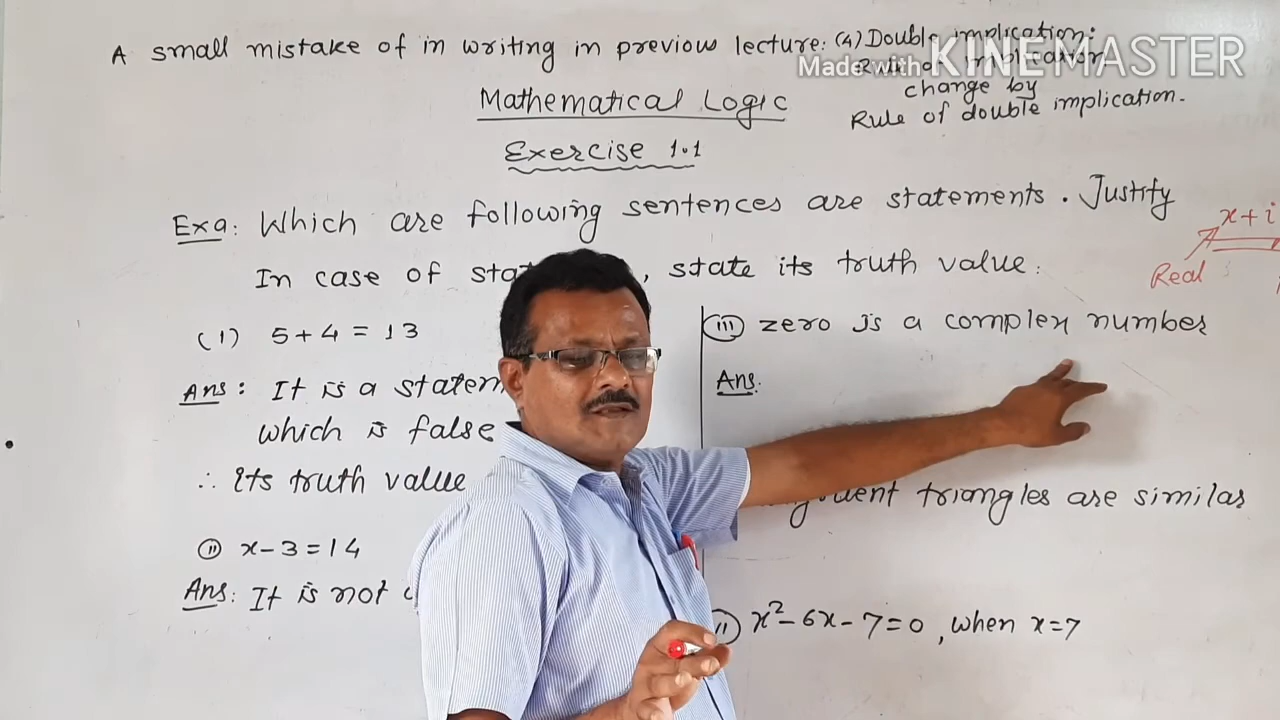 A small mistake of in writing in previous lecture: (4) Double implication:
implication
change by
Rule of double implication.
Made with KINEMASTER
Mathematical Logic
Exercise 1.1
Exa: Which are following sentences are statements. Justify
In case of state , state its truth value.
x+i
Real
(1) 5+4 = 13
Ans: It is a statem
which is false
∴ Its truth value
(ii) x-3=14
Ans: It is not
(iii) zero is a complex number
Ans.
triangles are similar
x²-6x-7=0, when x=7